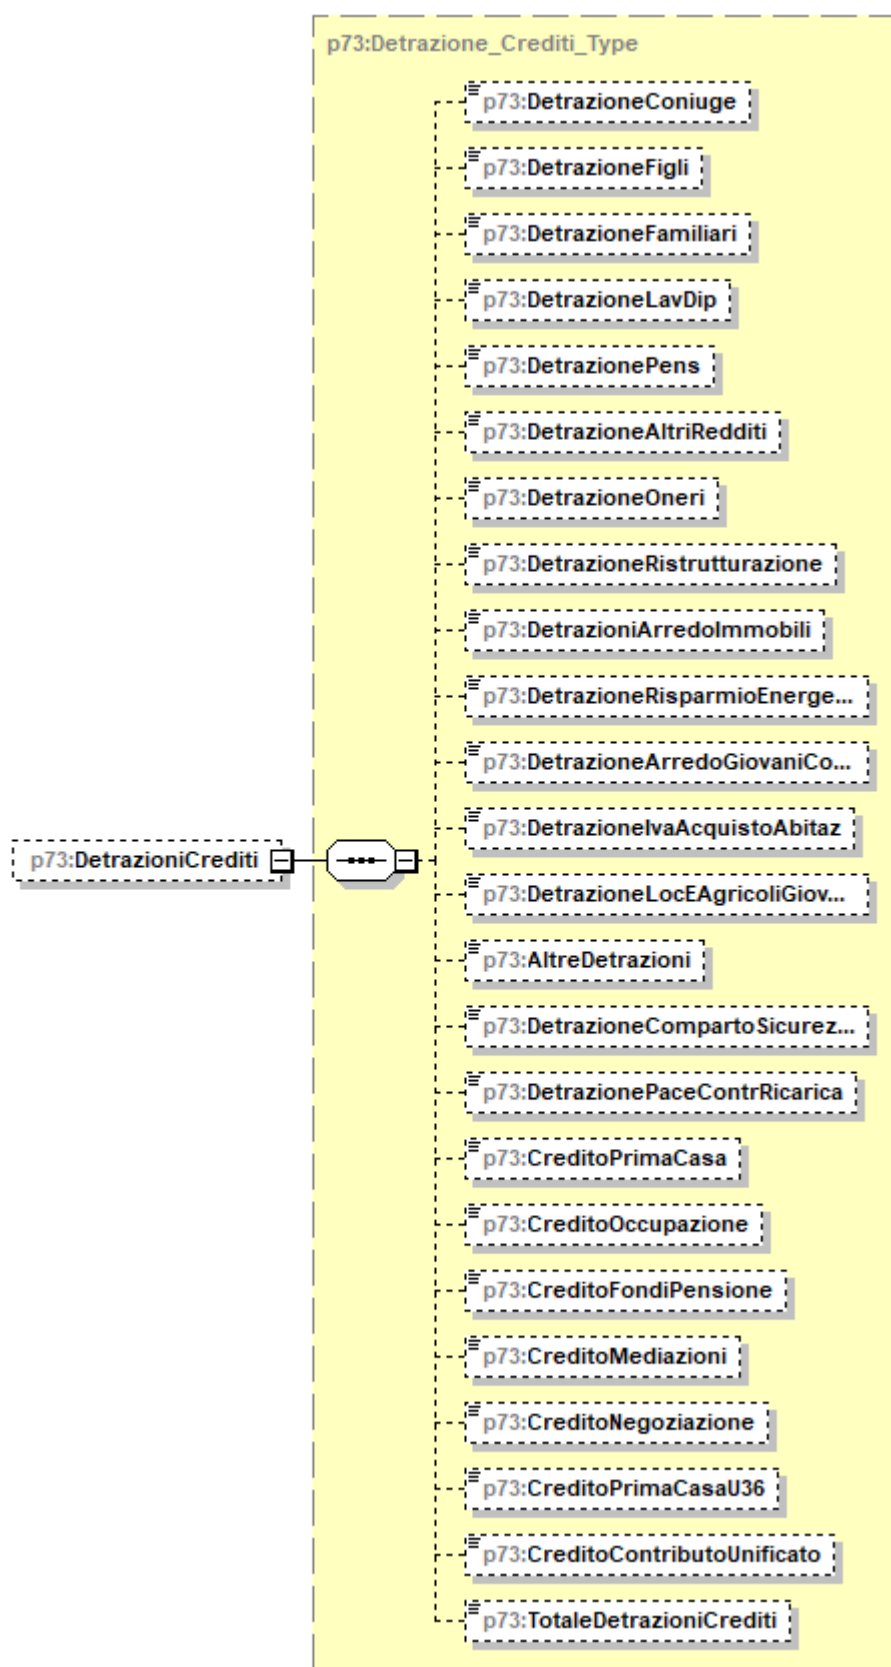 p73:Detrazione_Crediti_Type
p73:DetrazioneConiuge
p73:DetrazioneFigli
p73:DetrazioneFamiliari
p73:DetrazioneLavDip
p73:DetrazionePens
p73:DetrazioneAltriRedditi
p73:DetrazioneOneri
p73:DetrazioneRistrutturazione
p73:DetrazioniArredoImmobili
p73:DetrazioneRisparmioEnerge...
p73:DetrazioneArredoGiovaniCo...
p73:DetrazioneIvaAcquistoAbitaz
p73:DetrazioniCrediti
p73:DetrazioneLocEAgricoliGiov...
p73:AltreDetrazioni
p73:DetrazioneCompartoSicurez...
p73:DetrazionePaceContrRicarica
p73:CreditoPrimaCasa
p73:CreditoOccupazione
p73:CreditoFondiPensione
p73:CreditoMediazioni
p73:CreditoNegoziazione
p73:CreditoPrimaCasaU36
p73:CreditoContributoUnificato
p73:TotaleDetrazioniCrediti